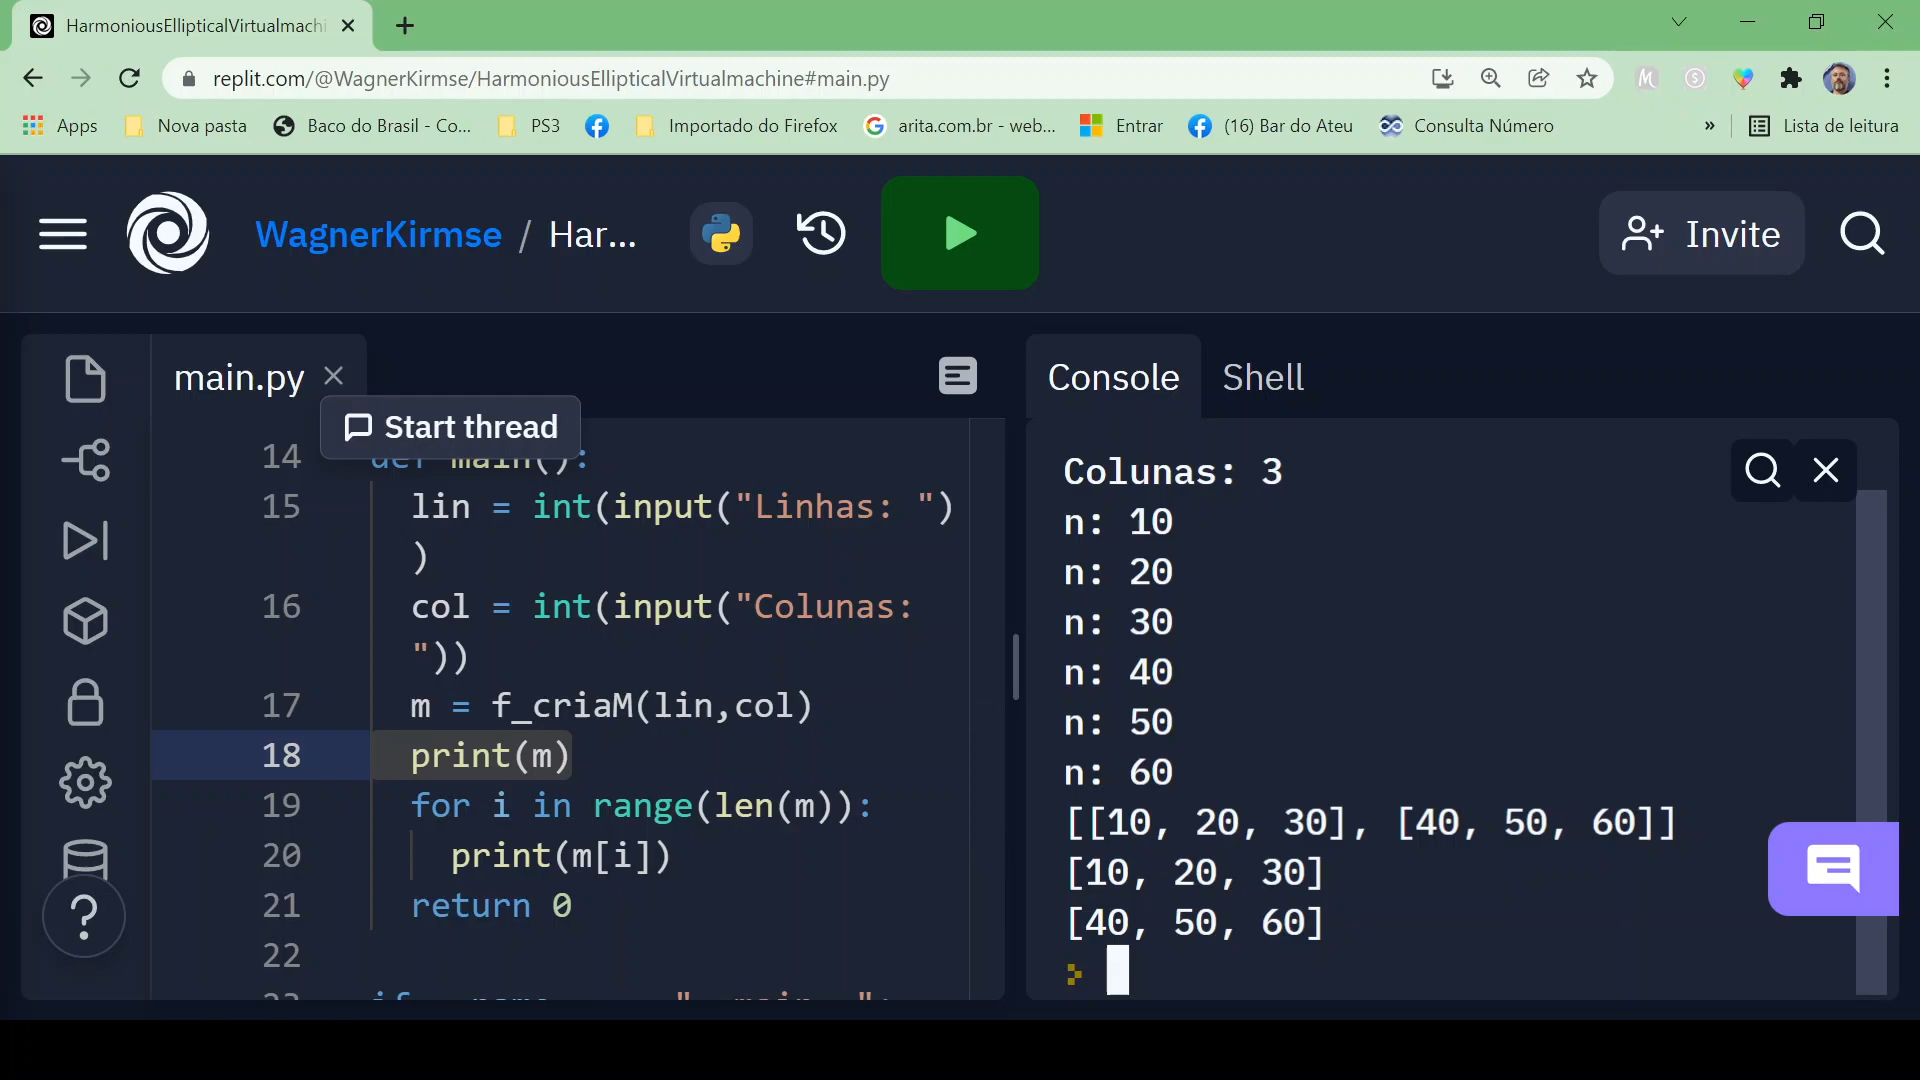 HarmoniousEllipticalVirtualmachi
replit.com/@WagnerKirmse/HarmoniousEllipticalVirtualmachine#main.py
Apps Nova pasta Baco do Brasil - Co... PS3 Importado do Firefox arita.com.br - web... Entrar (16) Bar do Ateu Consulta Número » Lista de leitura
WagnerKirmse / Har... Invite
main.py
Start thread
14 def main():
15 lin = int(input("Linhas: ")
)
16 col = int(input("Colunas:
"))
17 m = f_criaM(lin,col)
18 print(m)
19 for i in range(len(m)):
20 print(m[i])
21 return 0
22
Console Shell
Colunas: 3
n: 10
n: 20
n: 30
n: 40
n: 50
n: 60
[[10, 20, 30], [40, 50, 60]]
[10, 20, 30]
[40, 50, 60]